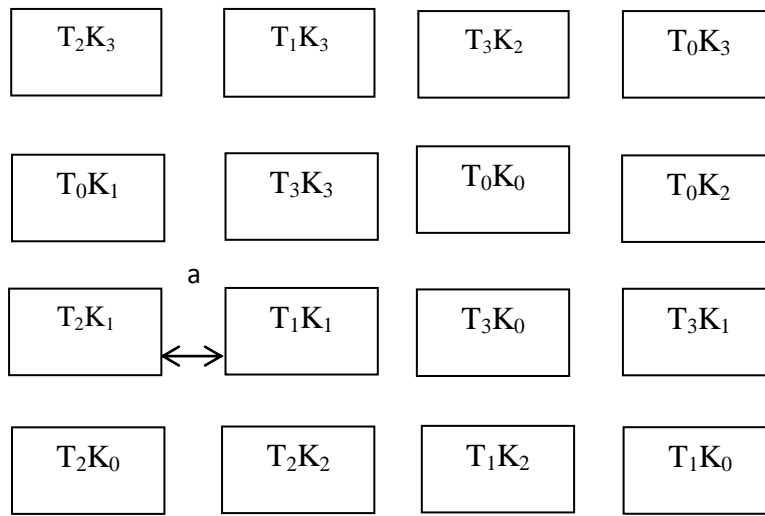 T₂K₃ T₁K₃ T₃K₂ T₀K₃
T₀K₁ T₃K₃ T₀K₀ T₀K₂
a
T₂K₁ T₁K₁ T₃K₀ T₃K₁
T₂K₀ T₂K₂ T₁K₂ T₁K₀